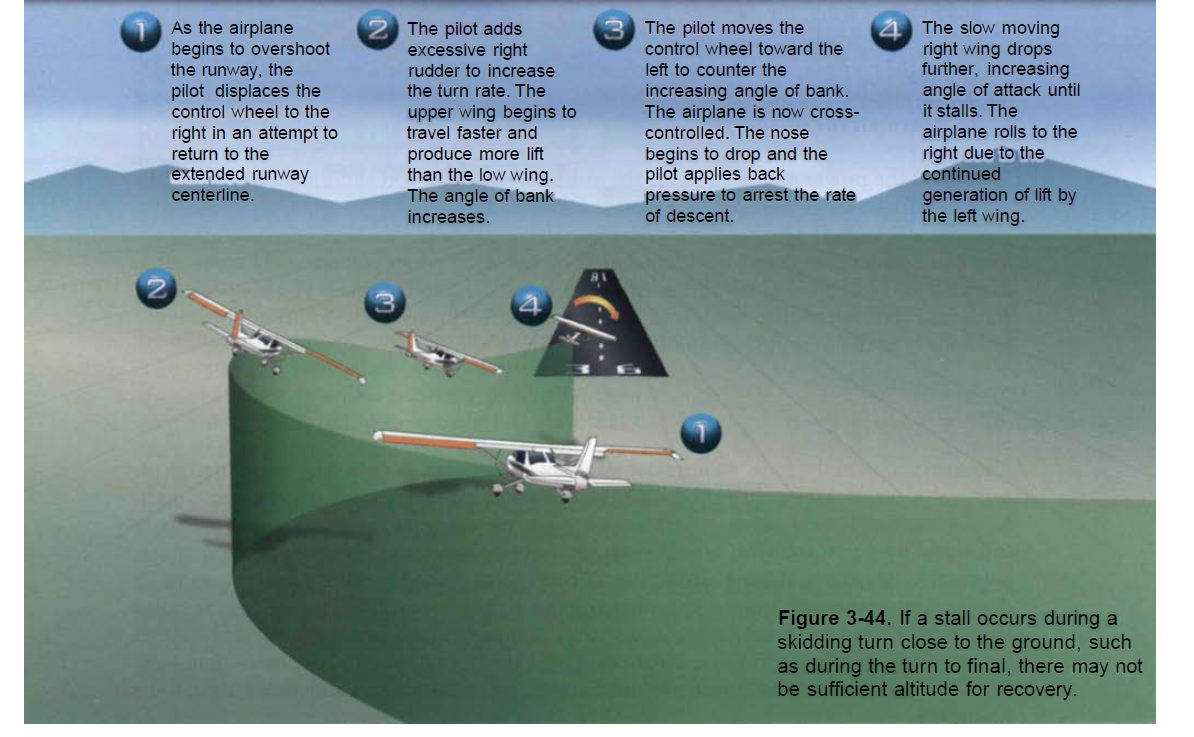 1
As the airplane
begins to overshoot
the runway, the
pilot displaces the
control wheel to the
right in an attempt to
return to the
extended runway
centerline.
2
The pilot adds
excessive right
rudder to increase
the turn rate. The
upper wing begins to
travel faster and
produce more lift
than the low wing.
The angle of bank
increases.
3
The pilot moves the
control wheel toward the
left to counter the
increasing angle of bank.
The airplane is now cross-
controlled. The nose
begins to drop and the
pilot applies back
pressure to arrest the rate
of descent.
4
The slow moving
right wing drops
further, increasing
angle of attack until
it stalls. The
airplane rolls to the
right due to the
continued
generation of lift by
the left wing.
2
3
4
18
36
1
Figure 3-44. If a stall occurs during a
skidding turn close to the ground, such
as during the turn to final, there may not
be sufficient altitude for recovery.